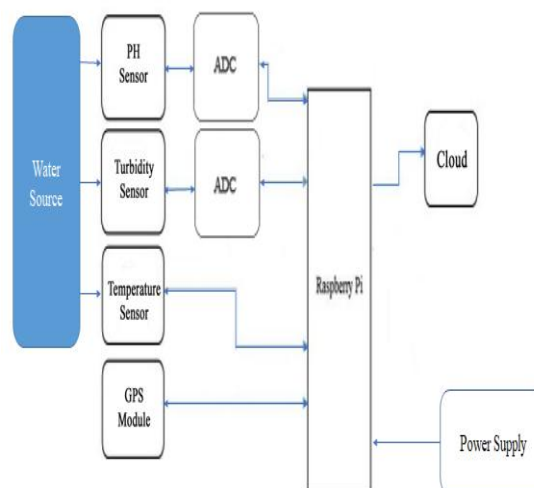 Water
Source
PH
Sensor
ADC
Turbidity
Sensor
ADC
Temperature
Sensor
GPS
Module
Raspberry Pi
Cloud
Power Supply